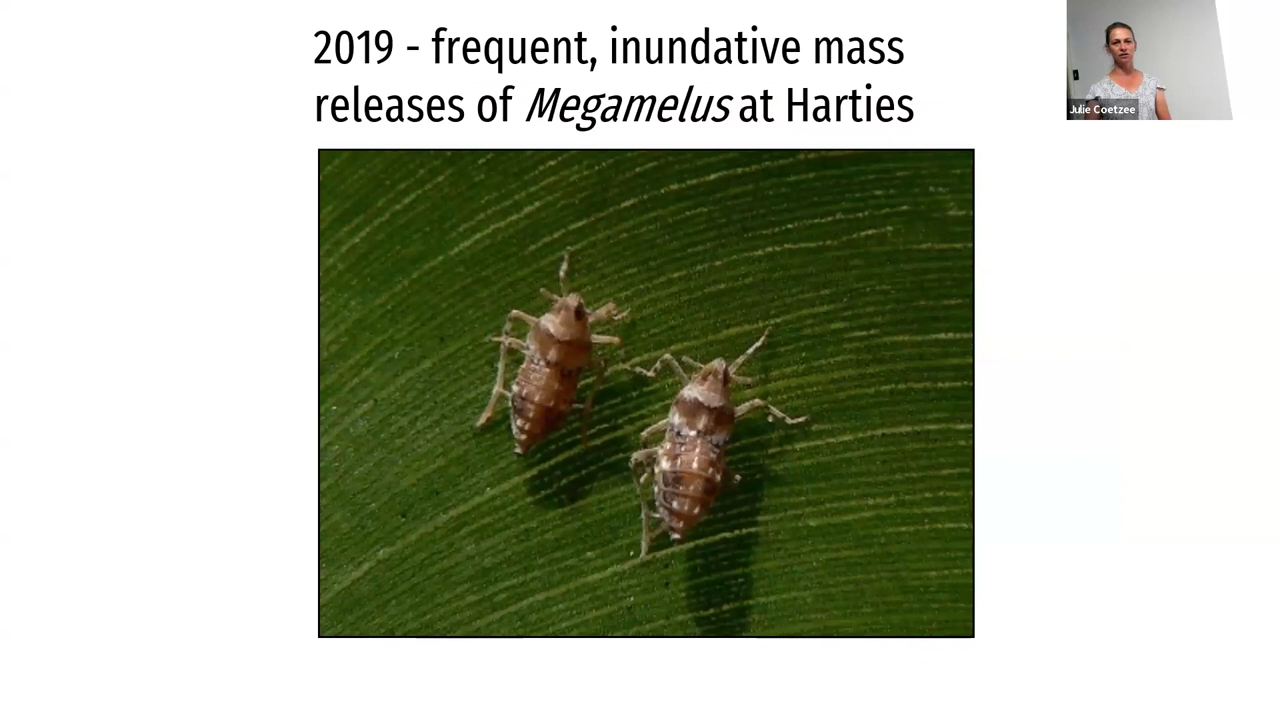 2019 - frequent, inundative mass
releases of Megamelus at Harties
Julie Coetzee